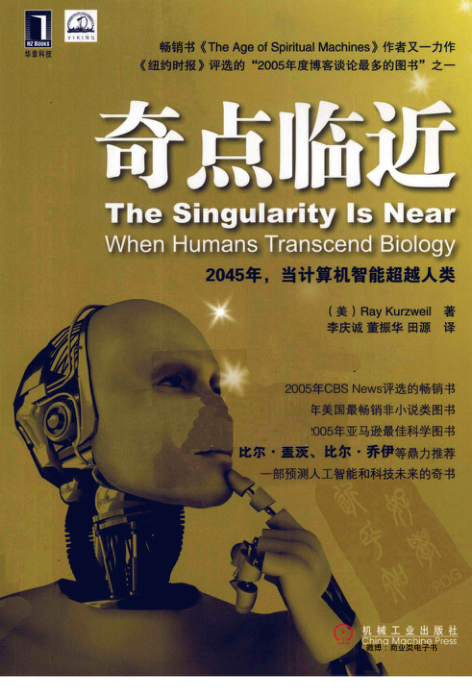 HZ BOOKS
华章科技
VIKING
畅销书《The Age of Spiritual Machines》作者又一力作
《纽约时报》评选的“2005年度博客谈论最多的图书”之一
奇点临近
The Singularity Is Near
When Humans Transcend Biology
2045年，当计算机智能超越人类
（美）Ray Kurzweil 著
李庆诚 董振华 田源 译
2005年CBS News评选的畅销书
年美国最畅销非小说类图书
005年亚马逊最佳科学图书
比尔·盖茨、比尔·乔伊等鼎力推荐
一部预测人工智能和科技未来的奇书
PDG
机械工业出版社
China Machine Press
微博：商业类电子书